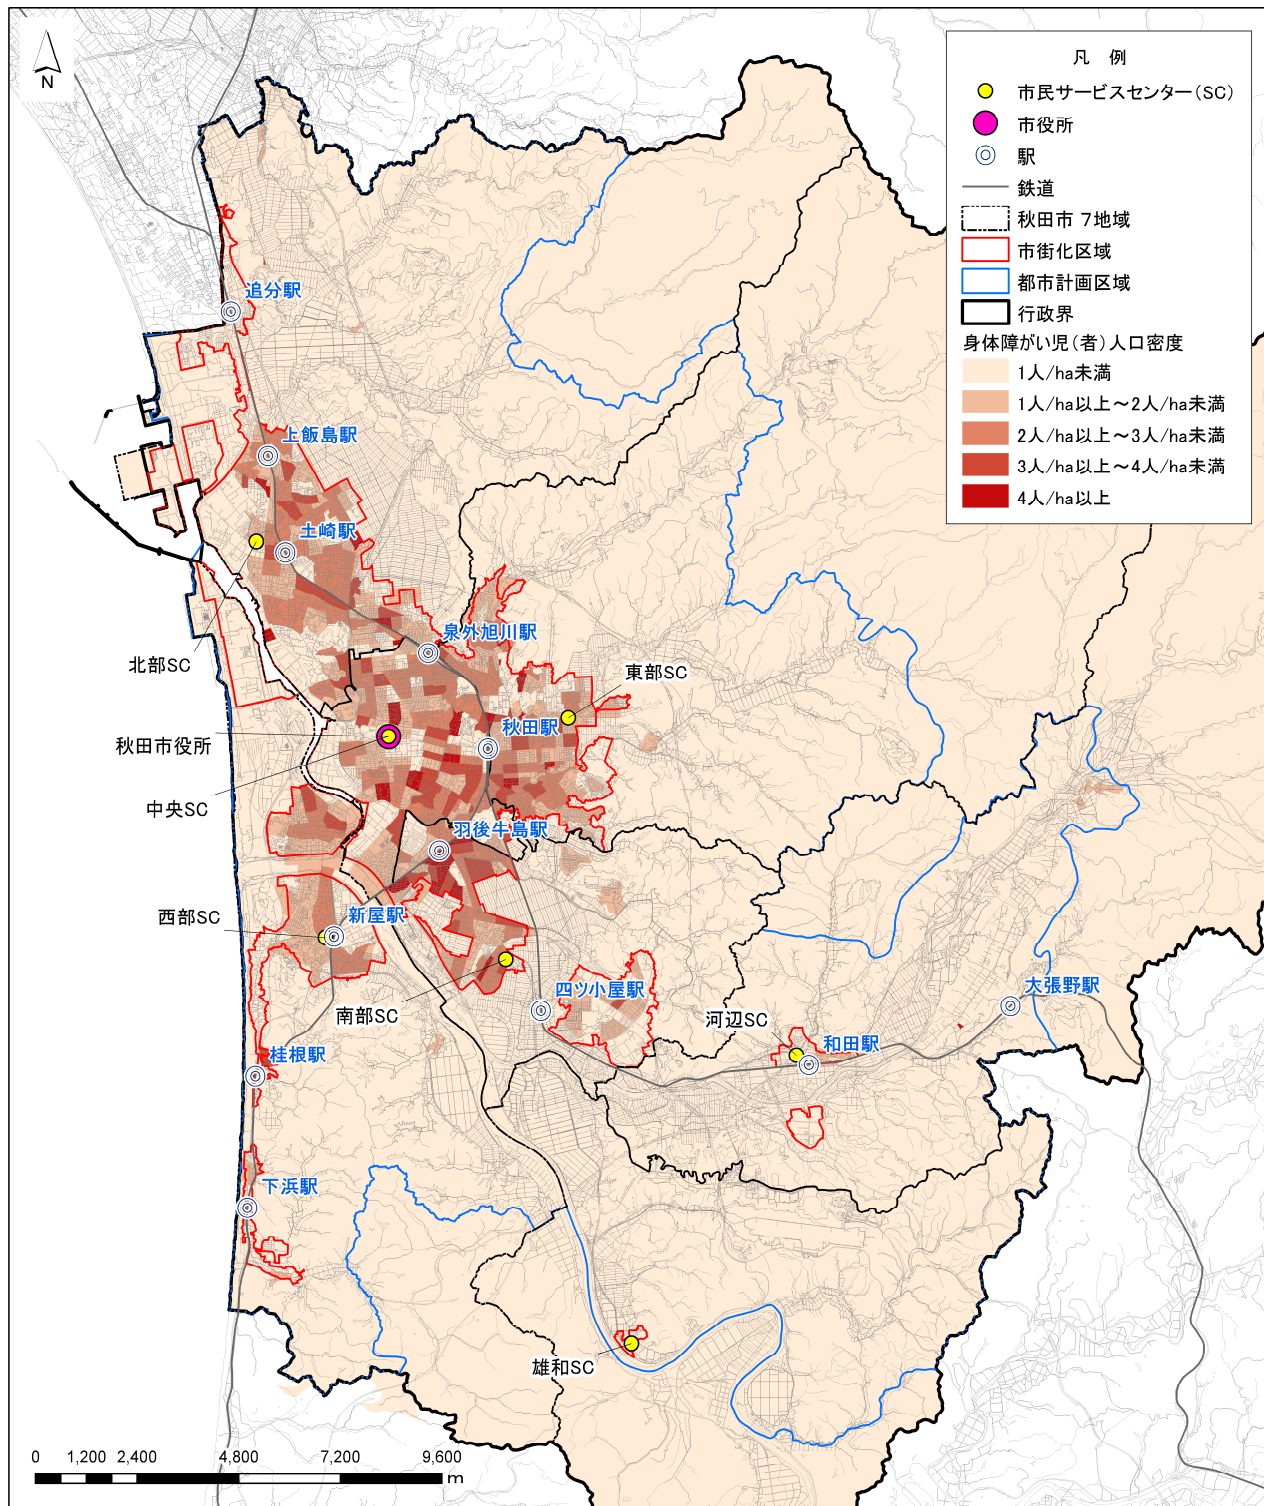 N
凡 例
市民サービスセンター(SC)
市役所
駅
鉄道
秋田市 7地域
市街化区域
都市計画区域
行政界
身体障がい児(者)人口密度
1人/ha未満
1人/ha以上～2人/ha未満
2人/ha以上～3人/ha未満
3人/ha以上～4人/ha未満
4人/ha以上
追分駅
上飯島駅
土崎駅
泉外旭川駅
北部SC
東部SC
秋田駅
秋田市役所
中央SC
羽後牛島駅
西部SC
新屋駅
南部SC
四ツ小屋駅
大張野駅
河辺SC
和田駅
桂根駅
下浜駅
雄和SC
0 1,200 2,400 4,800 7,200 9,600
m